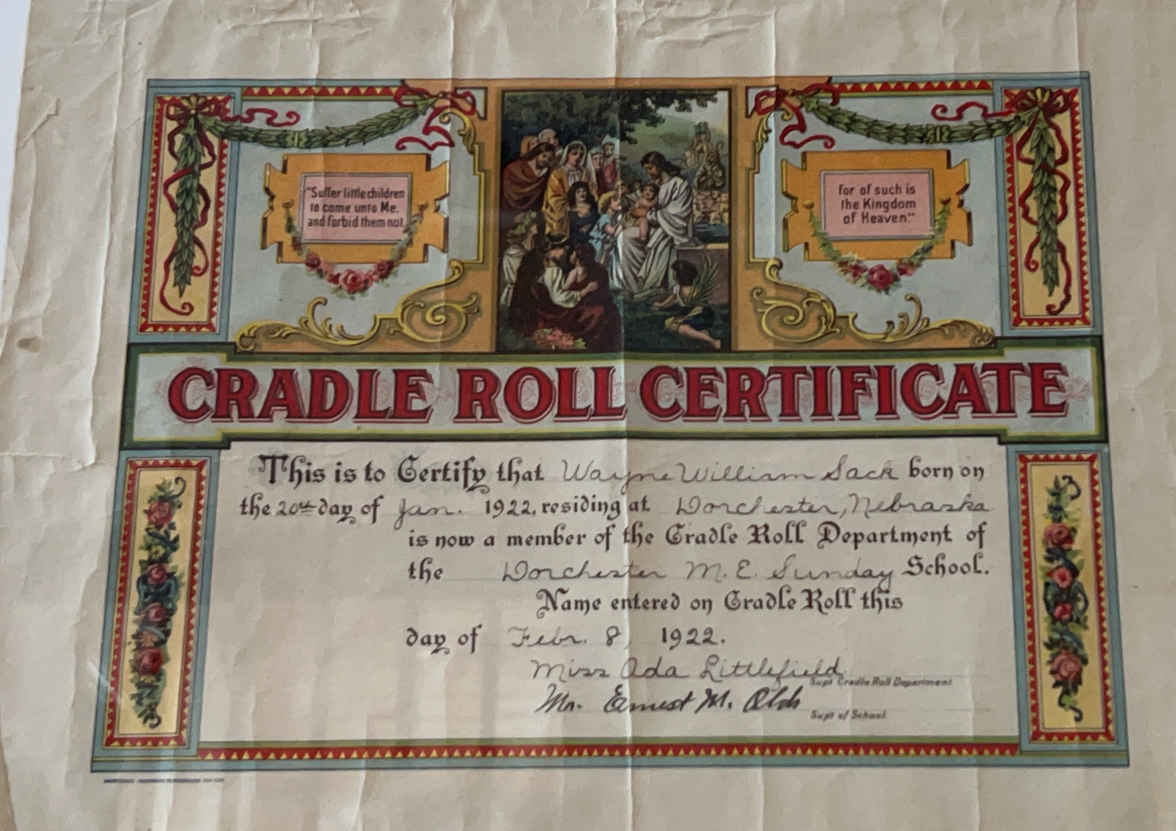 "Suffer little children
to come unto Me,
and forbid them not,
for of such is
the Kingdom
of Heaven"
CRADLE ROLL CERTIFICATE
This is to Certify that Wayne William Sack born on
the 20th day of Jan. 1922, residing at Dorchester, Nebraska
is now a member of the Cradle Roll Department of
the Dorchester M. E. Sunday School.
Name entered on Cradle Roll this
day of Febr. 8, 1922.
Miss Ada Littlefield
Supt Cradle Roll Department
Mr. Ernest M. Olds
Supt of School